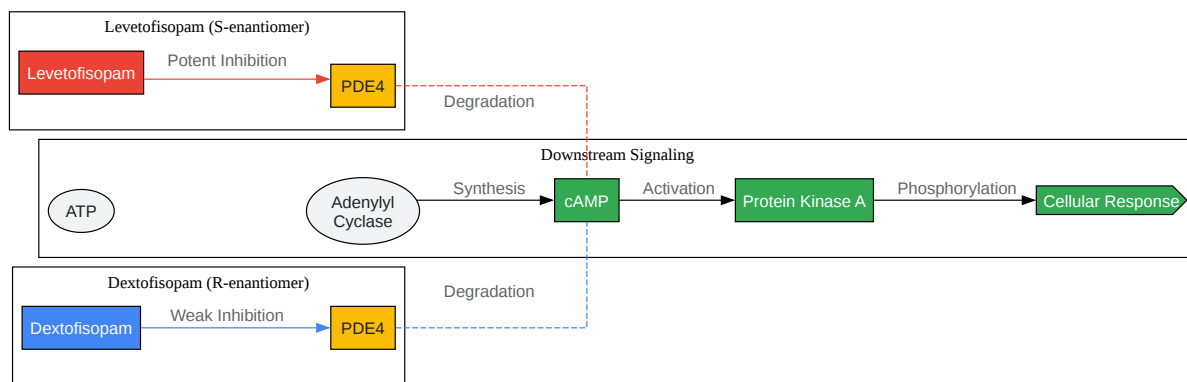 Levetofisopam (S-enantiomer)
Levetofisopam
Potent Inhibition
PDE4
Degradation
Downstream Signaling
ATP
Adenylyl
Cyclase
Synthesis
cAMP
Activation
Protein Kinase A
Phosphorylation
Cellular Response
Dextofisopam (R-enantiomer)
Dextofisopam
Weak Inhibition
PDE4
Degradation